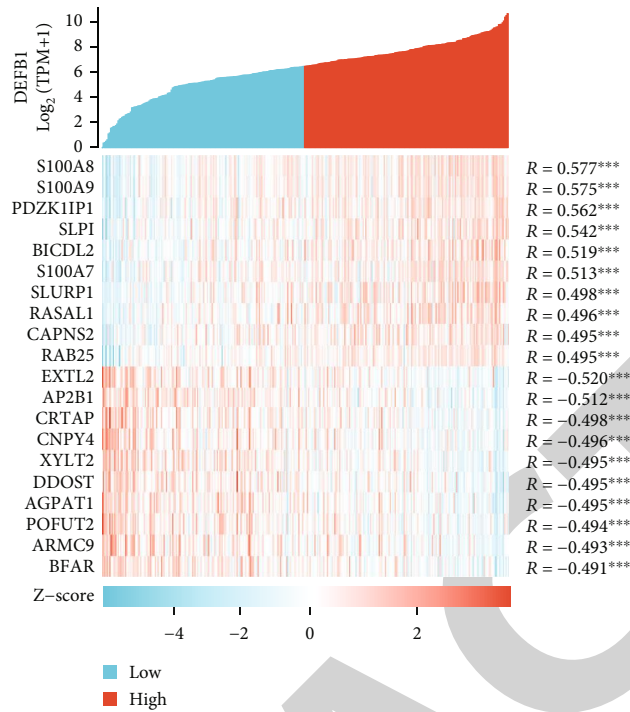 DEFB1
Log2 (TPM+1)
10
8
6
4
2
0
S100A8 R = 0.577***
S100A9 R = 0.575***
PDZK1IP1 R = 0.562***
SLPI R = 0.542***
BICDL2 R = 0.519***
S100A7 R = 0.513***
SLURP1 R = 0.498***
RASAL1 R = 0.496***
CAPNS2 R = 0.495***
RAB25 R = 0.495***
EXTL2 R = −0.520***
AP2B1 R = −0.512***
CRTAP R = −0.498***
CNPY4 R = −0.496***
XYLT2 R = −0.495***
DDOST R = −0.495***
AGPAT1 R = −0.495***
POFUT2 R = −0.494***
ARMC9 R = −0.493***
BFAR R = −0.491***
Z−score
−4 −2 0 2
Low
High